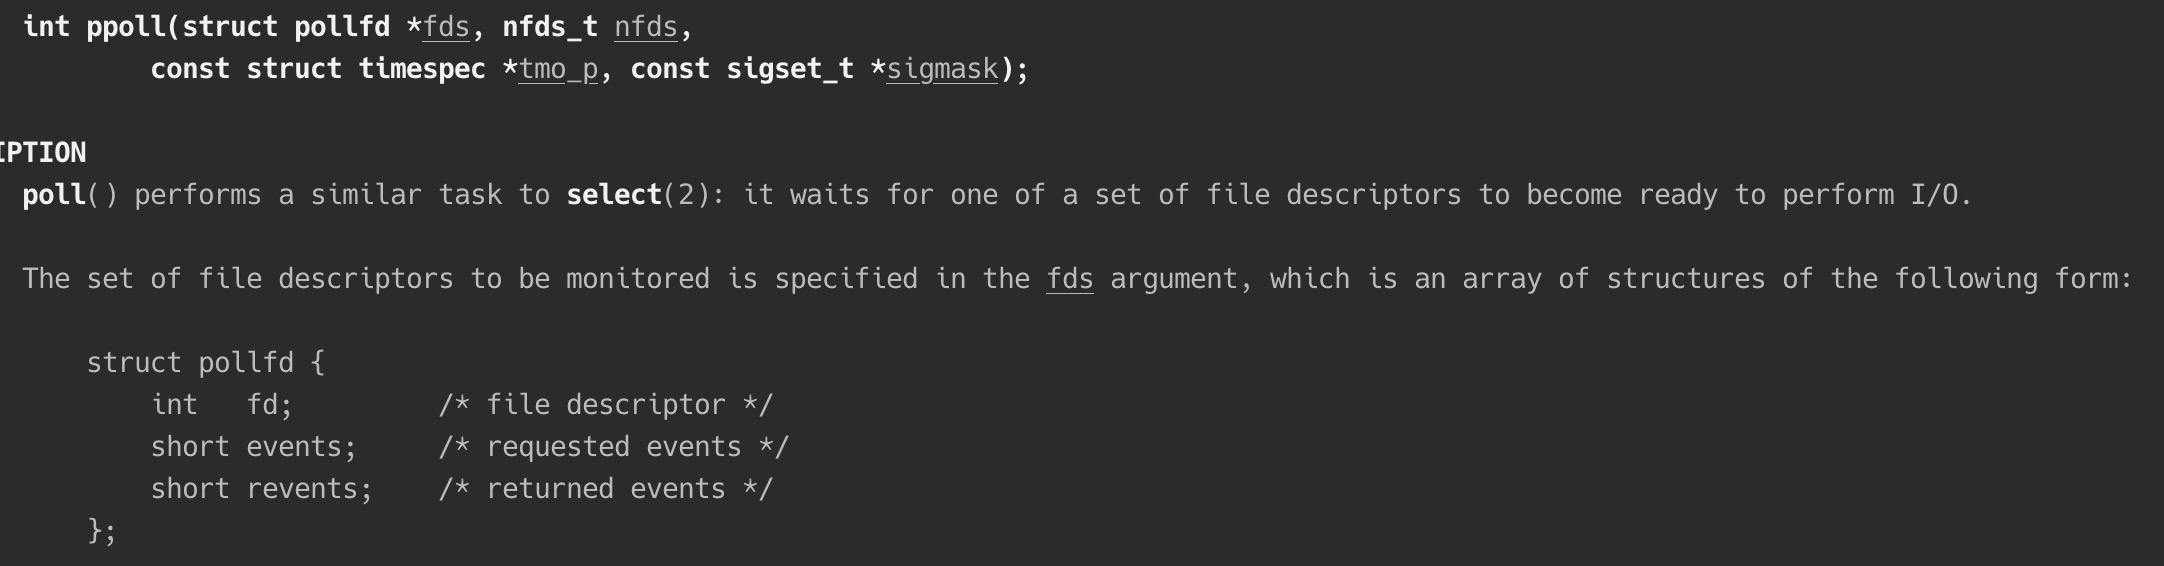 int ppoll(struct pollfd *fds, nfds_t nfds,
        const struct timespec *tmo_p, const sigset_t *sigmask);
IPTION
poll() performs a similar task to select(2): it waits for one of a set of file descriptors to become ready to perform I/O.
The set of file descriptors to be monitored is specified in the fds argument, which is an array of structures of the following form:
    struct pollfd {
        int   fd;         /* file descriptor */
        short events;     /* requested events */
        short revents;    /* returned events */
    };